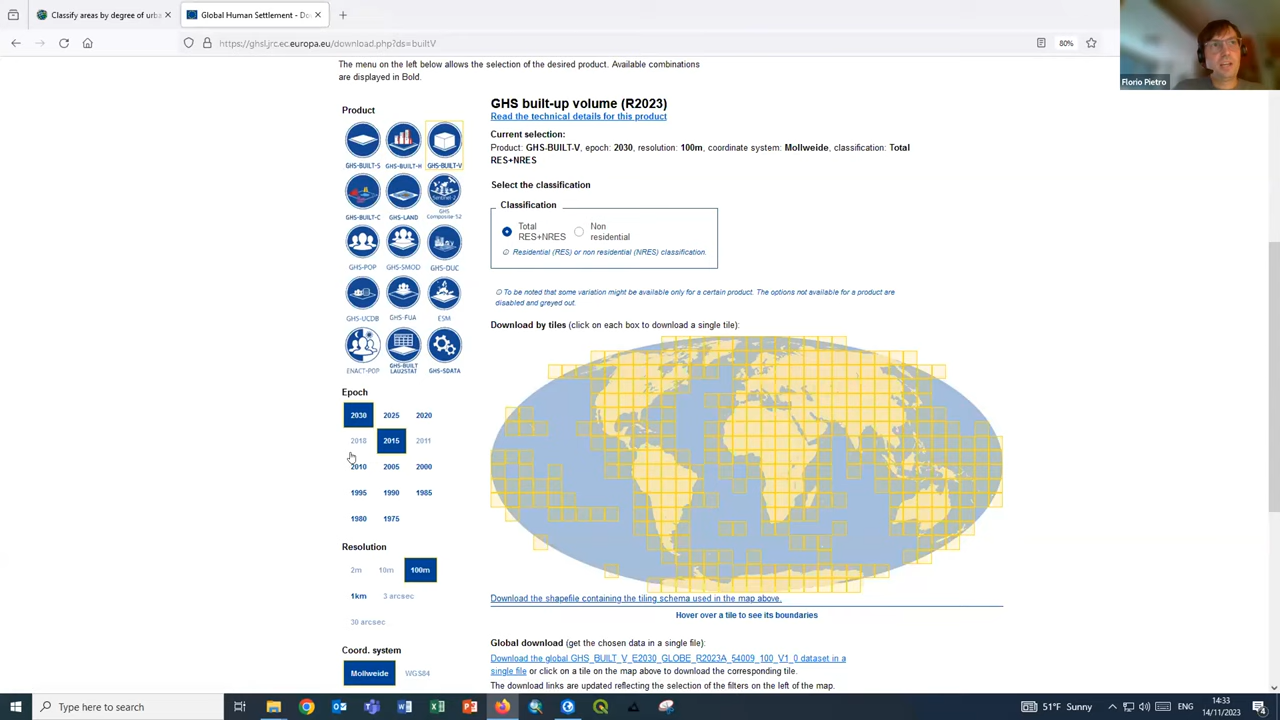 Classify areas by degree of urba
Global Human Settlement - Do
https://ghsl.jrc.ec.europa.eu/download.php?ds=builtV
80%
Florio Pietro
The menu on the left below allows the selection of the desired product. Available combinations
are displayed in Bold.
Product
GHS-BUILT-S GHS-BUILT-H GHS-BUILT-V
GHS-BUILT-C GHS-LAND Sentinel-2 GHS Composite-S2
GHS-POP GHS-SMOD GHS-DUC
GHS-UCDB GHS-FUA ESM
ENACT-POP GHS-BUILT LAU2STAT GHS-SDATA
Epoch
2030 2025 2020
2018 2015 2011
2010 2005 2000
1995 1990 1985
1980 1975
Resolution
2m 10m 100m
1km 3 arcsec
30 arcsec
Coord. system
Mollweide WGS84
GHS built-up volume (R2023)
Read the technical details for this product
Current selection:
Product: GHS-BUILT-V, epoch: 2030, resolution: 100m, coordinate system: Mollweide, classification: Total
RES+NRES
Select the classification
Classification
Total RES+NRES
Non residential
Residential (RES) or non residential (NRES) classification.
To be noted that some variation might be available only for a certain product. The options not available for a product are
disabled and greyed out.
Download by tiles (click on each box to download a single tile):
Download the shapefile containing the tiling schema used in the map above.
Hover over a tile to see its boundaries
Global download (get the chosen data in a single file):
Download the global GHS_BUILT_V_E2030_GLOBE_R2023A_54009_100_V1_0 dataset in a
single file or click on a tile on the map above to download the corresponding tile.
The download links are updated reflecting the selection of the filters on the left of the map.
Type here to search
51°F Sunny
ENG
14:33
14/11/2023